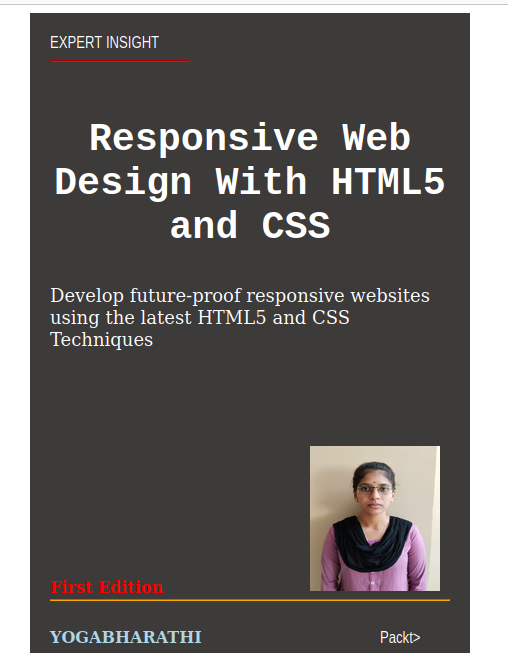 EXPERT INSIGHT
Responsive Web
Design With HTML5
and CSS
Develop future-proof responsive websites
using the latest HTML5 and CSS
Techniques
First Edition
YOGABHARATHI
Packt>